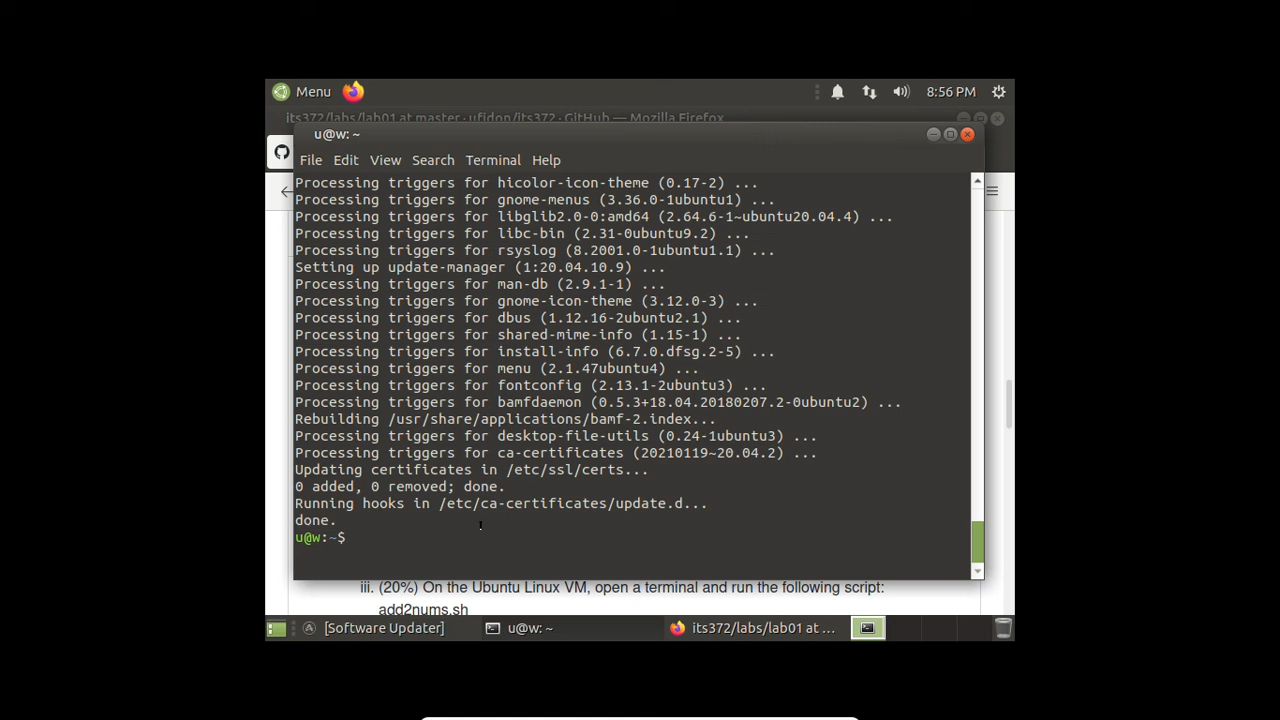 Menu
8:56 PM
its372/labs/lab01 at master · ufidon/its372 · GitHub — Mozilla Firefox
u@w: ~
File Edit View Search Terminal Help
Processing triggers for hicolor-icon-theme (0.17-2) ...
Processing triggers for gnome-menus (3.36.0-1ubuntu1) ...
Processing triggers for libglib2.0-0:amd64 (2.64.6-1~ubuntu20.04.4) ...
Processing triggers for libc-bin (2.31-0ubuntu9.2) ...
Processing triggers for rsyslog (8.2001.0-1ubuntu1.1) ...
Setting up update-manager (1:20.04.10.9) ...
Processing triggers for man-db (2.9.1-1) ...
Processing triggers for gnome-icon-theme (3.12.0-3) ...
Processing triggers for dbus (1.12.16-2ubuntu2.1) ...
Processing triggers for shared-mime-info (1.15-1) ...
Processing triggers for install-info (6.7.0.dfsg.2-5) ...
Processing triggers for menu (2.1.47ubuntu4) ...
Processing triggers for fontconfig (2.13.1-2ubuntu3) ...
Processing triggers for bamfdaemon (0.5.3+18.04.20180207.2-0ubuntu2) ...
Rebuilding /usr/share/applications/bamf-2.index...
Processing triggers for desktop-file-utils (0.24-1ubuntu3) ...
Processing triggers for ca-certificates (20210119~20.04.2) ...
Updating certificates in /etc/ssl/certs...
0 added, 0 removed; done.
Running hooks in /etc/ca-certificates/update.d...
done.
u@w:~$
iii. (20%) On the Ubuntu Linux VM, open a terminal and run the following script:
add2nums.sh
[Software Updater]
u@w: ~
its372/labs/lab01 at ...